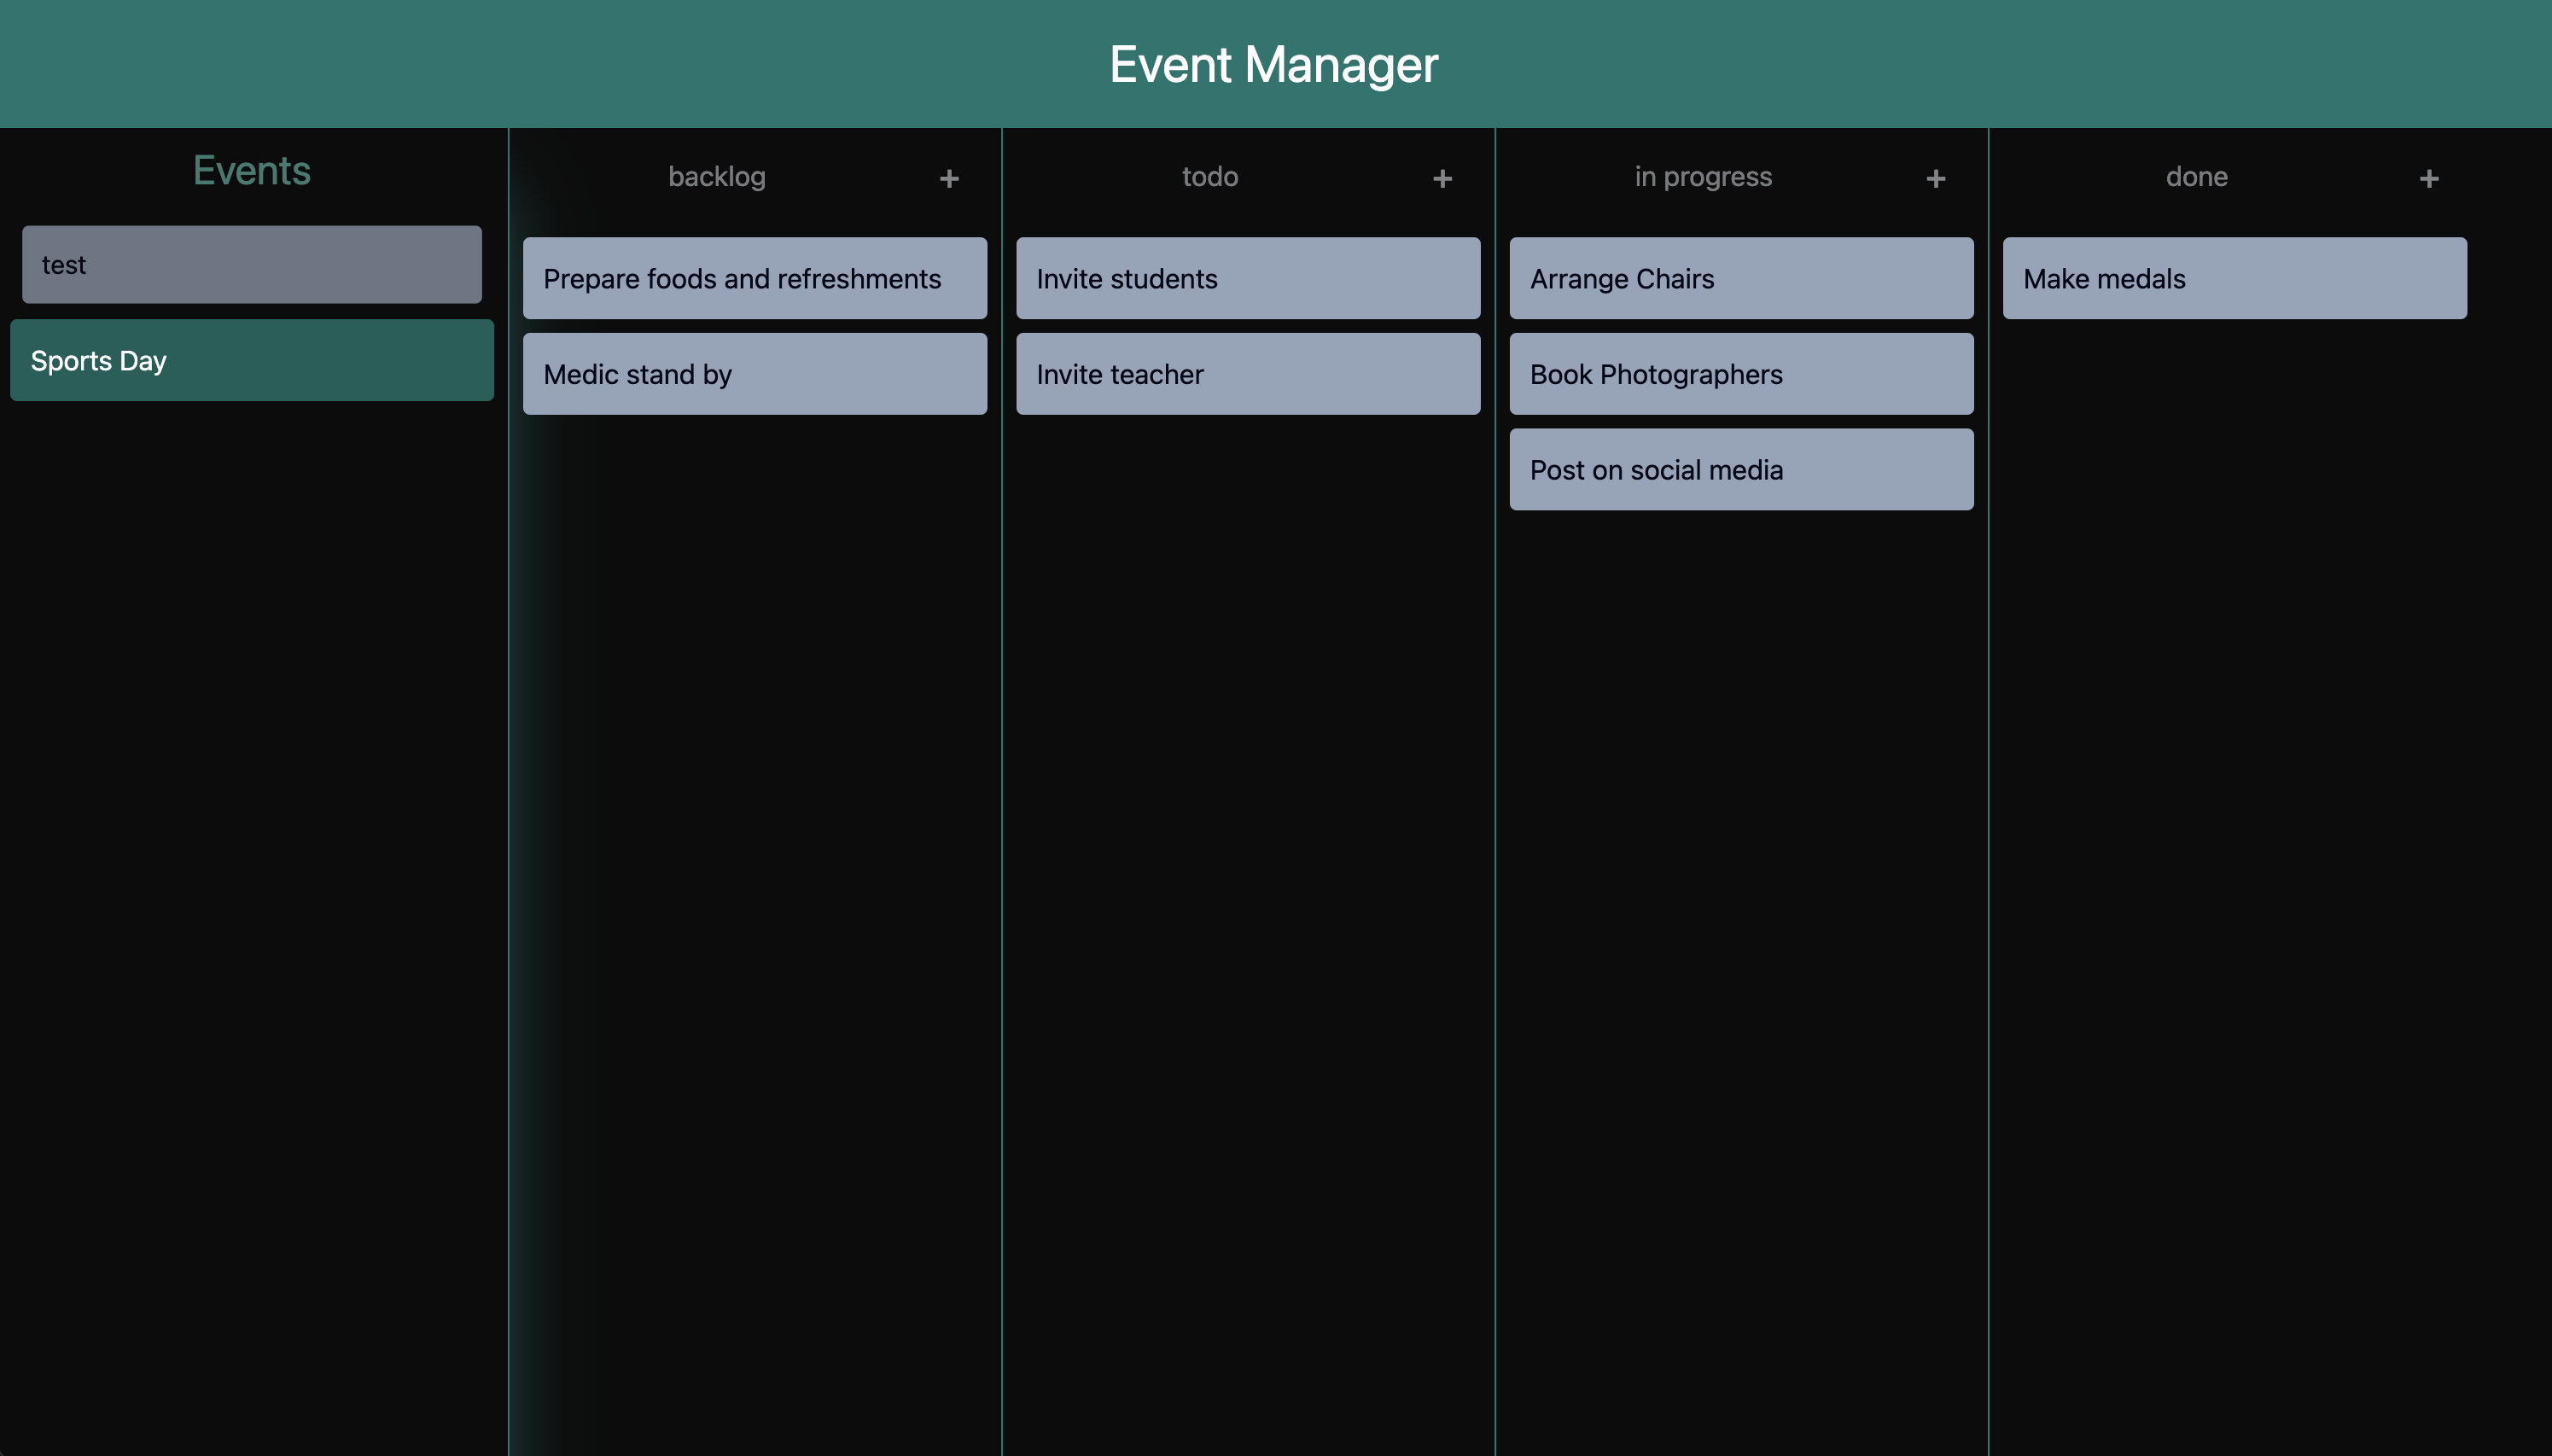 Event Manager
Events
test
Sports Day
backlog +
Prepare foods and refreshments
Medic stand by
todo +
Invite students
Invite teacher
in progress +
Arrange Chairs
Book Photographers
Post on social media
done +
Make medals